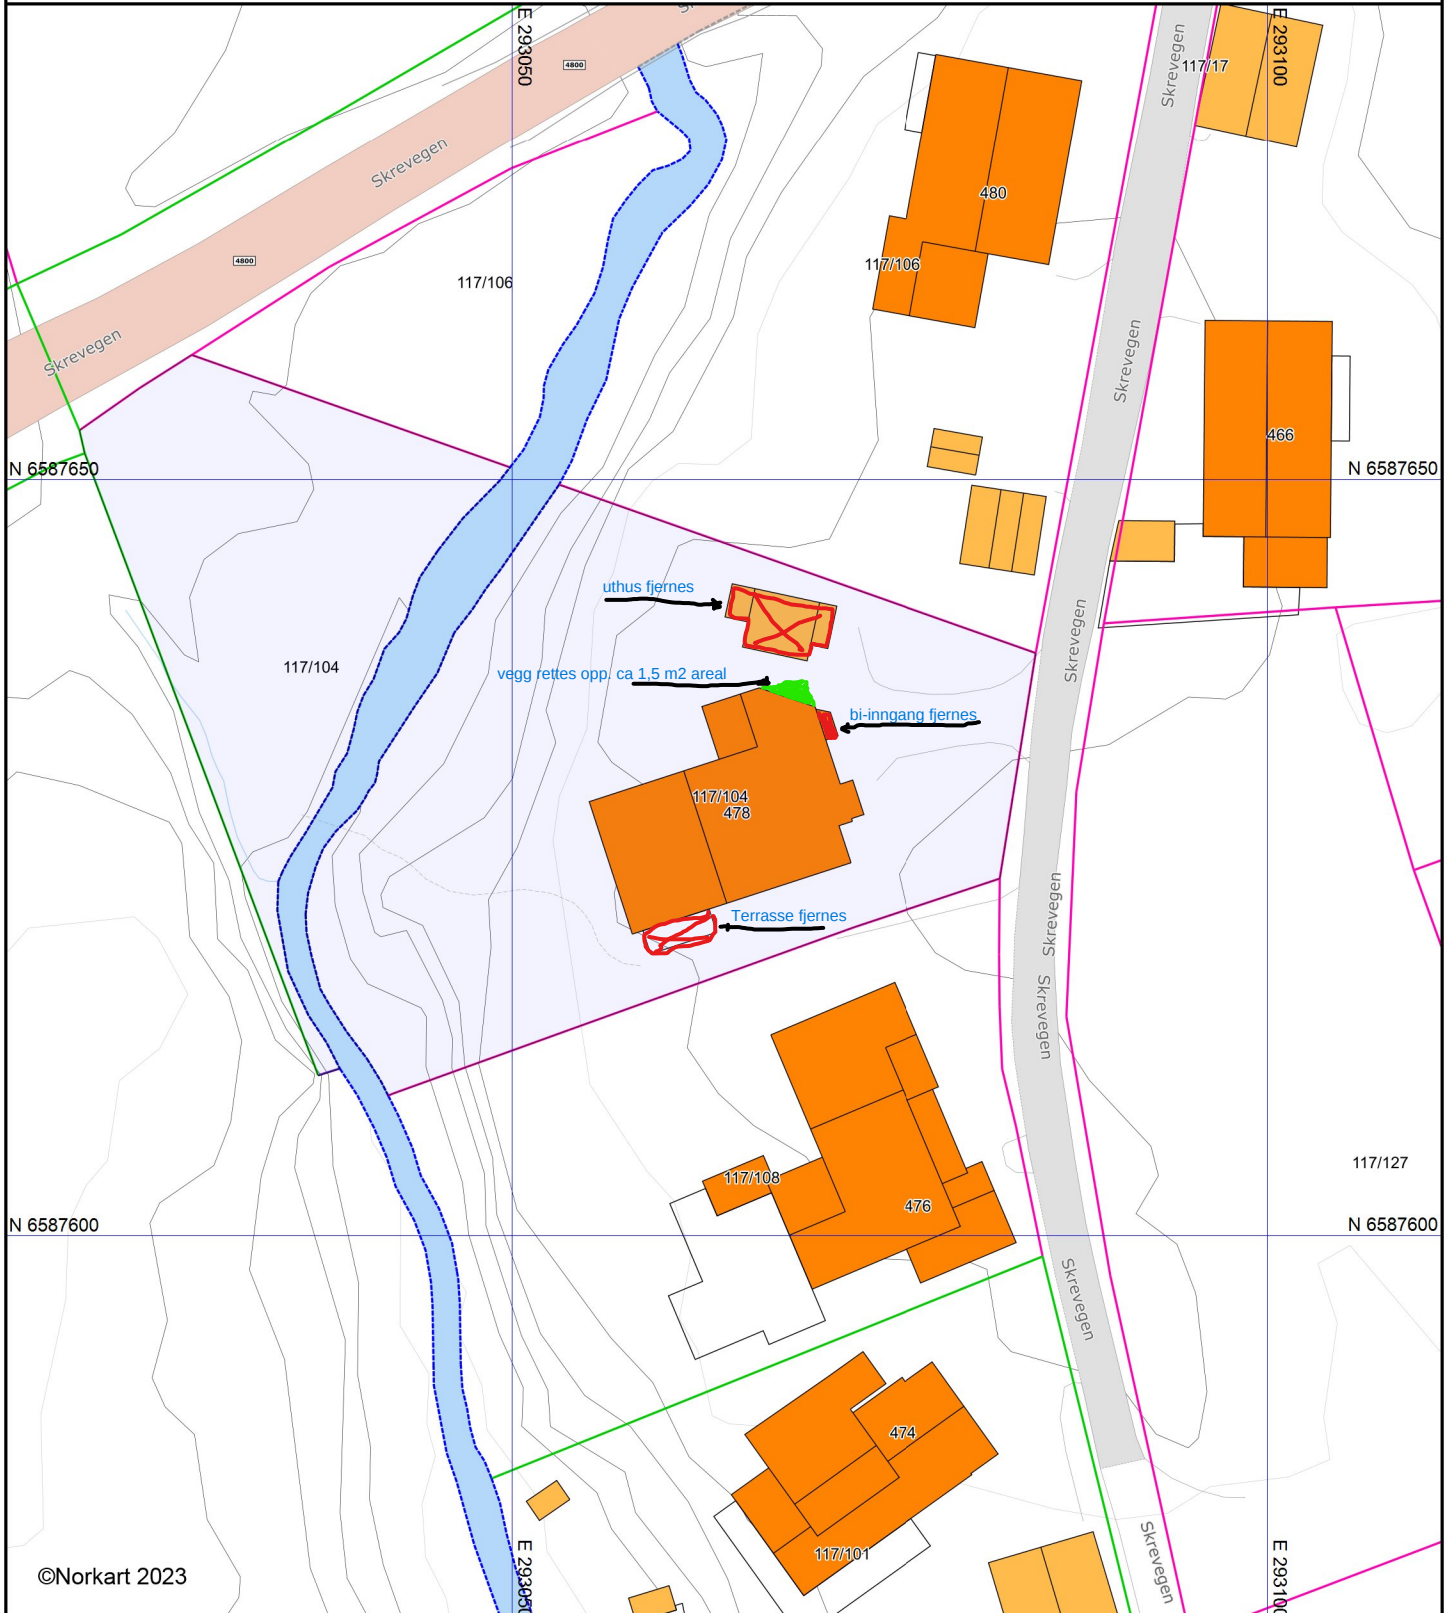 E 293050
E 293100
Skrevegen
117/17
4800
Skrevegen
480
4800
117/106
117/106
Skrevegen
Skrevegen
466
N 6587650
N 6587650
uthus fjernes
Skrevegen
117/104
vegg rettes opp. ca 1,5 m2 areal
bi-inngang fjernes
117/104
478
Terrasse fjernes
Skrevegen
Skrevegen
117/127
117/108
476
N 6587600
N 6587600
Skrevegen
474
117/101
Skrevegen
©Norkart 2023
E 293050
E 293100